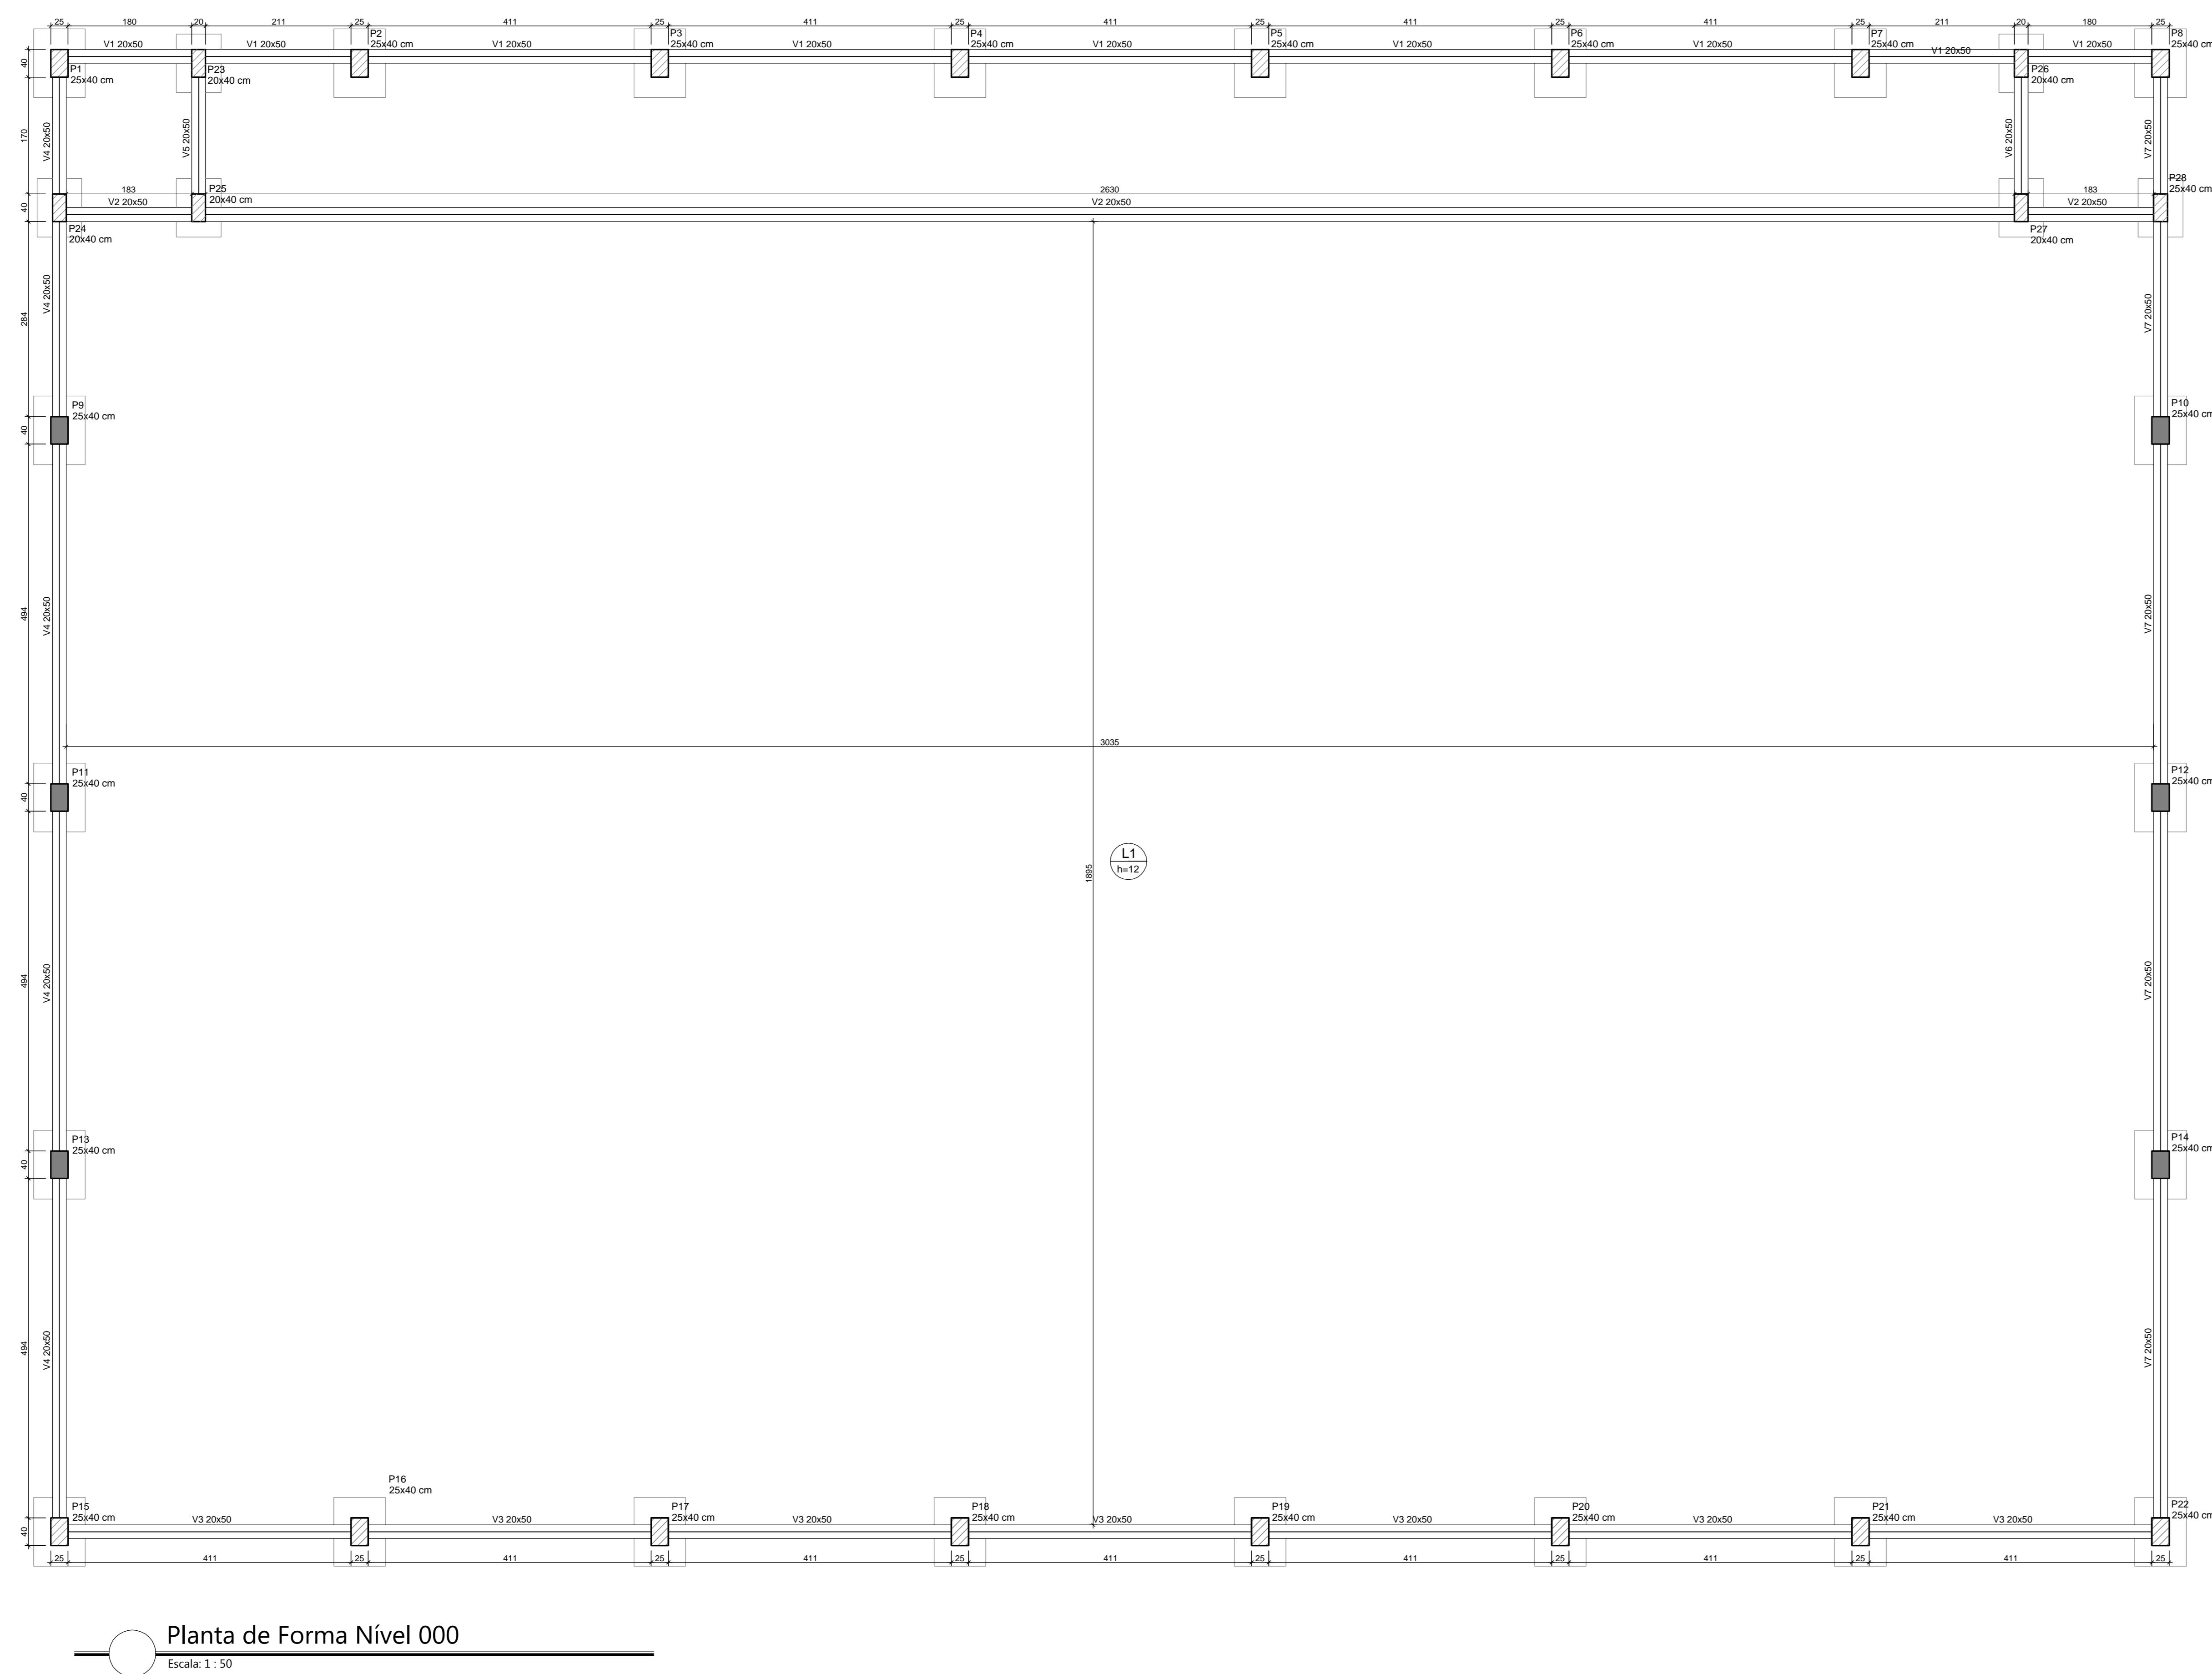 25 180 20 211 25 411 25 411 25 411 25 411 25 411 25 211 20 180 25
P2 P3 P4 P5 P6 P7 P8
V1 20x50 V1 20x50 25x40 cm V1 20x50 25x40 cm V1 20x50 25x40 cm V1 20x50 25x40 cm V1 20x50 25x40 cm V1 20x50 25x40 cm V1 20x50 V1 20x50 25x40 cm
40
P1 P23 P26
25x40 cm 20x40 cm 20x40 cm
170
V4 20x50
V5 20x50
V6 20x50
V7 20x50
P25 P28
183 2630 183 25x40 cm
20x40 cm
V2 20x50 V2 20x50 V2 20x50
40
P24 P27
20x40 cm 20x40 cm
284
V4 20x50
V7 20x50
P9 P10
25x40 cm 25x40 cm
40
494
V4 20x50
V7 20x50
3035
P11 P12
25x40 cm 25x40 cm
40
L1
h=12
1895
494
V4 20x50
V7 20x50
P13 P14
25x40 cm 25x40 cm
40
494
V4 20x50
V7 20x50
P16
25x40 cm
P15 P17 P18 P19 P20 P21 P22
25x40 cm 25x40 cm 25x40 cm 25x40 cm 25x40 cm 25x40 cm 25x40 cm
V3 20x50 V3 20x50 V3 20x50 V3 20x50 V3 20x50 V3 20x50 V3 20x50
40
25 411 25 411 25 411 25 411 25 411 25 411 25 411 25
Planta de Forma Nível 000
Escala: 1 : 50